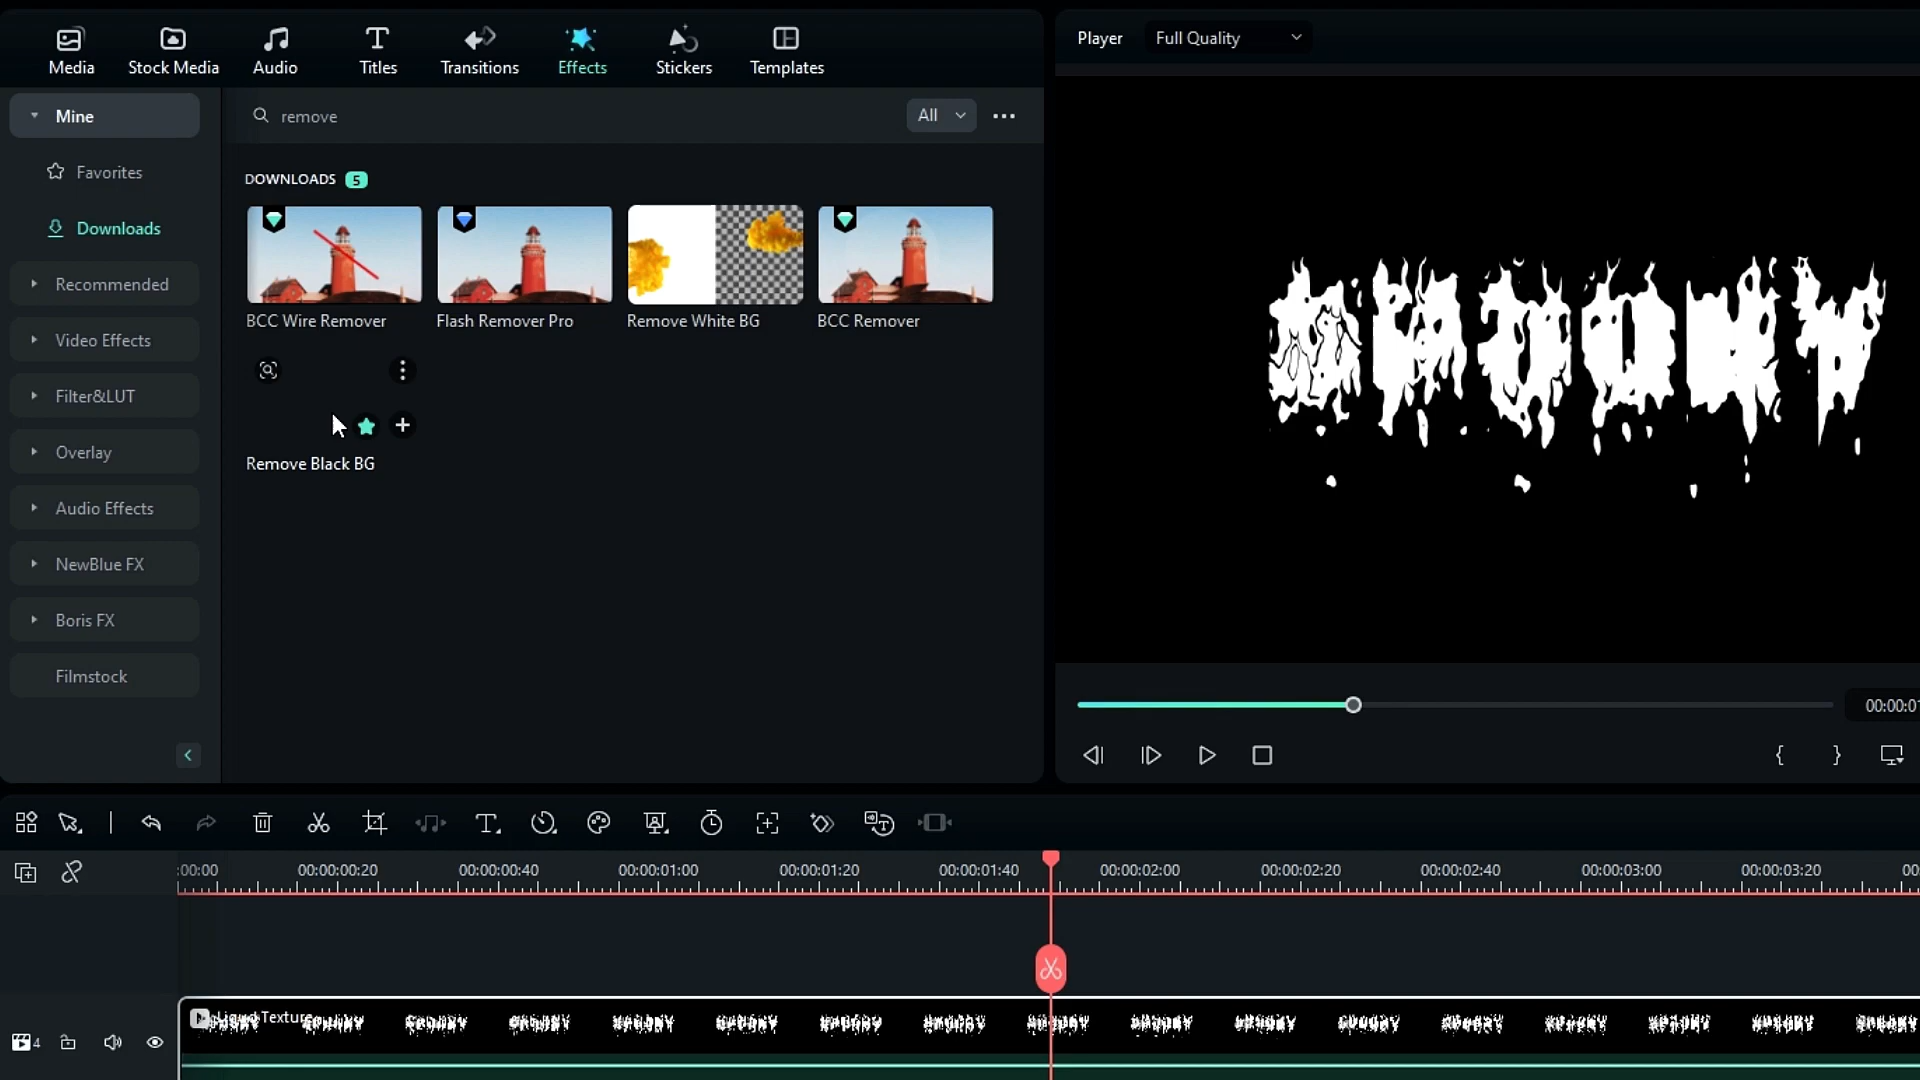 Media
Stock Media
Audio
Titles
Transitions
Effects
Stickers
Templates
Player
Full Quality
Mine
remove
All
Favorites
DOWNLOADS 5
Downloads
BCC Wire Remover
Flash Remover Pro
Remove White BG
BCC Remover
Recommended
Video Effects
Filter&LUT
Overlay
Remove Black BG
Audio Effects
NewBlue FX
Boris FX
Filmstock
:00:00
00:00:00:20
00:00:00:40
00:00:01:00
00:00:01:20
00:00:01:40
00:00:02:00
00:00:02:20
00:00:02:40
00:00:03:00
00:00:03:20
Texture
4